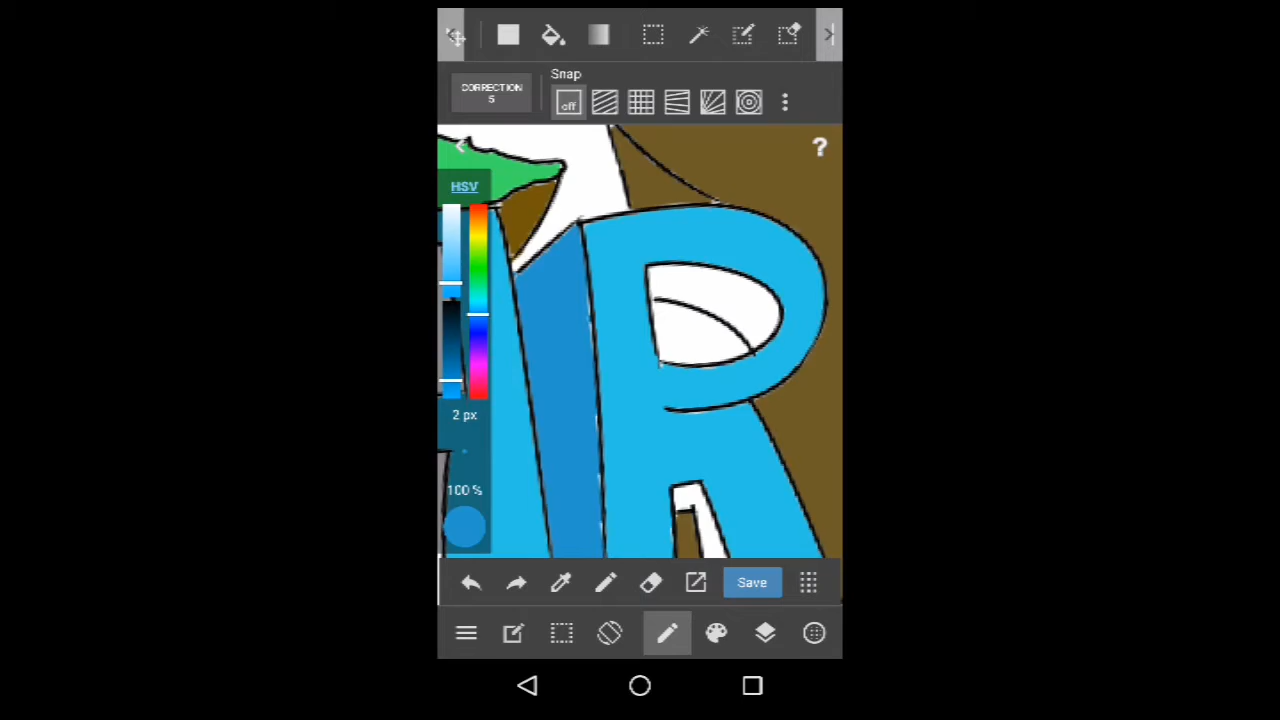 CORRECTION
5
Snap
off
?
HSV
2 px
100 %
Save
R